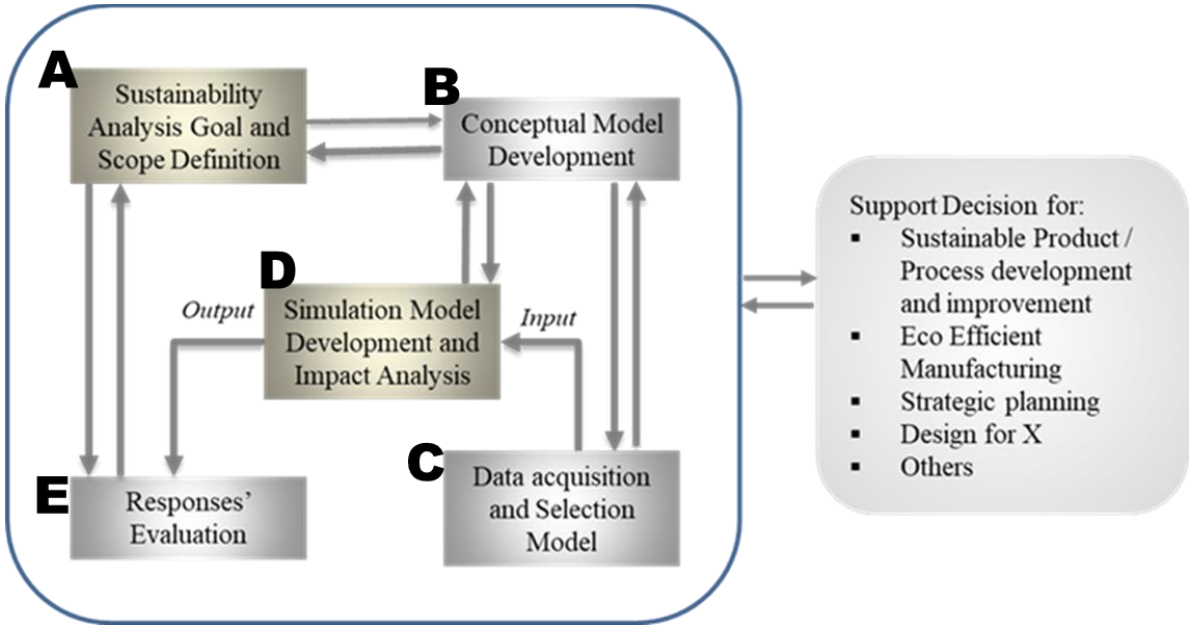 A
Sustainability
Analysis Goal and
Scope Definition
B
Conceptual Model
Development
D
Simulation Model
Development and
Impact Analysis
Output
Input
C
Data acquisition
and Selection
Model
E
Responses’
Evaluation
Support Decision for:
▪ Sustainable Product /
Process development
and improvement
▪ Eco Efficient
Manufacturing
▪ Strategic planning
▪ Design for X
▪ Others